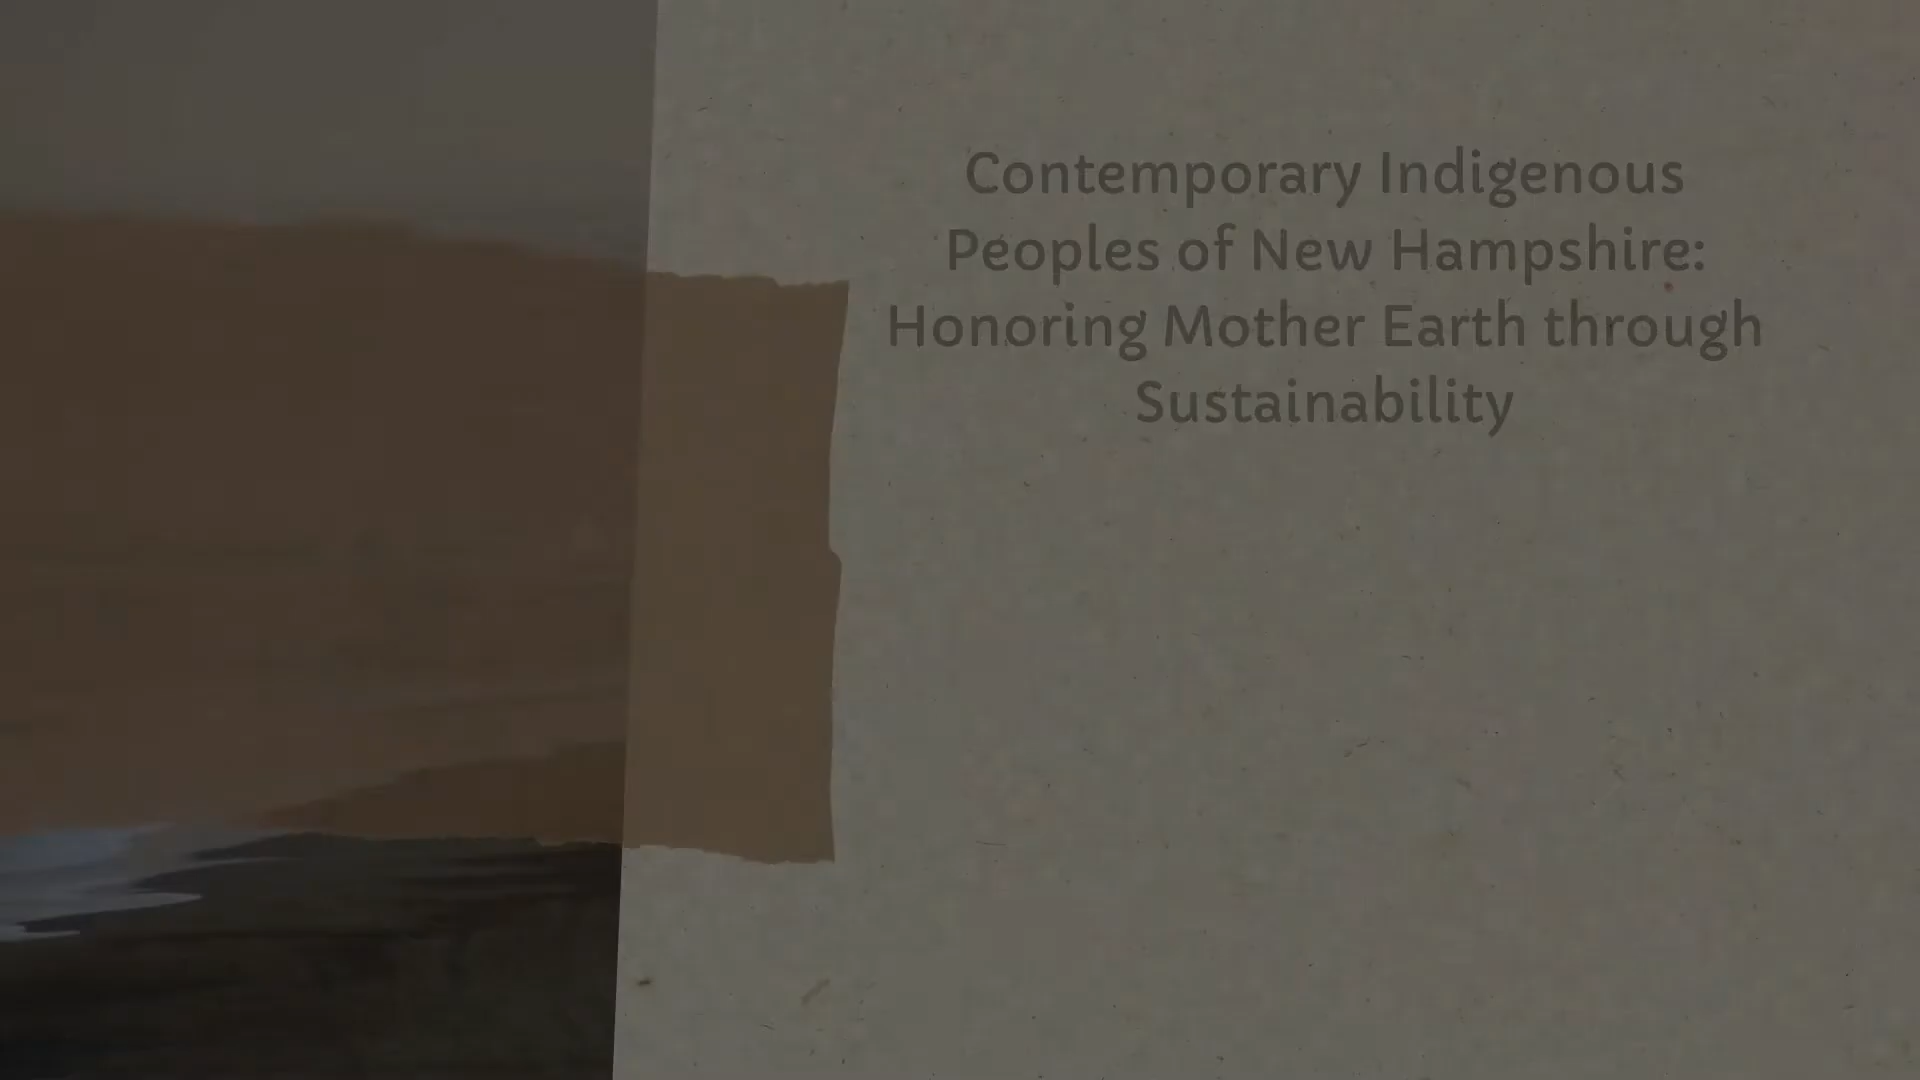 Contemporary Indigenous
Peoples of New Hampshire:
Honoring Mother Earth through
Sustainability